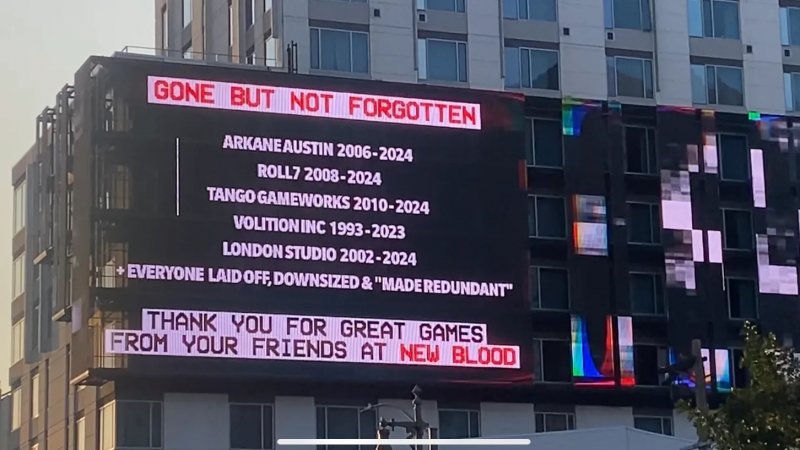 GONE BUT NOT FORGOTTEN
ARKANE AUSTIN 2006-2024
ROLL7 2008-2024
TANGO GAMEWORKS 2010-2024
VOLITION INC 1993-2023
LONDON STUDIO 2002-2024
+ EVERYONE LAID OFF, DOWNSIZED & "MADE REDUNDANT"
THANK YOU FOR GREAT GAMES
FROM YOUR FRIENDS AT NEW BLOOD